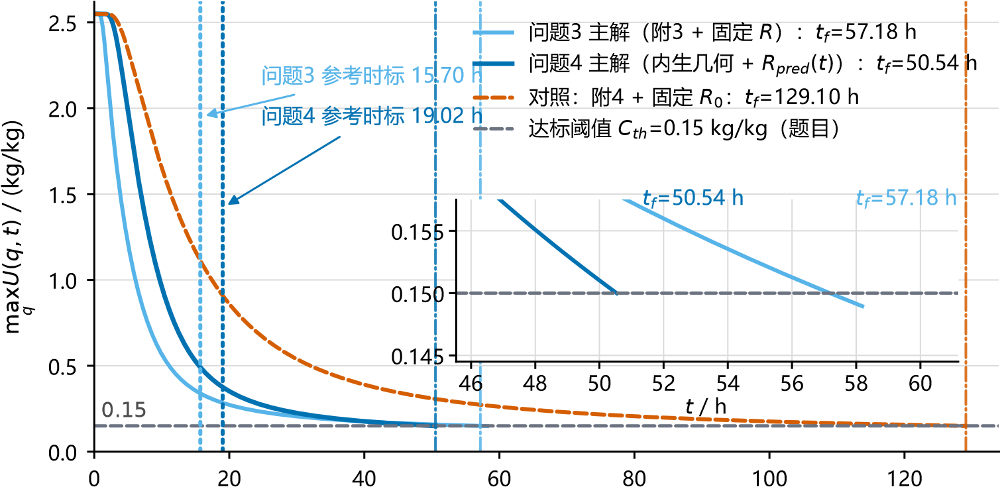 问题3 主解（附3 + 固定 R）: t_f=57.18 h
问题4 主解（内生几何 + R_pred(t)）: t_f=50.54 h
对照：附4 + 固定 R₀: t_f=129.10 h
达标阈值 C_th=0.15 kg/kg（题目）
问题3 参考时标 15.70 h
问题4 参考时标 19.02 h
max_q U(q, t) / (kg/kg)
2.5
2.0
1.5
1.0
0.5
0.0
0.15
0 20 40 60 80 100 120
t_f=50.54 h
t_f=57.18 h
0.155
0.150
0.145
46 48 50 52 54 56 58 60
t / h